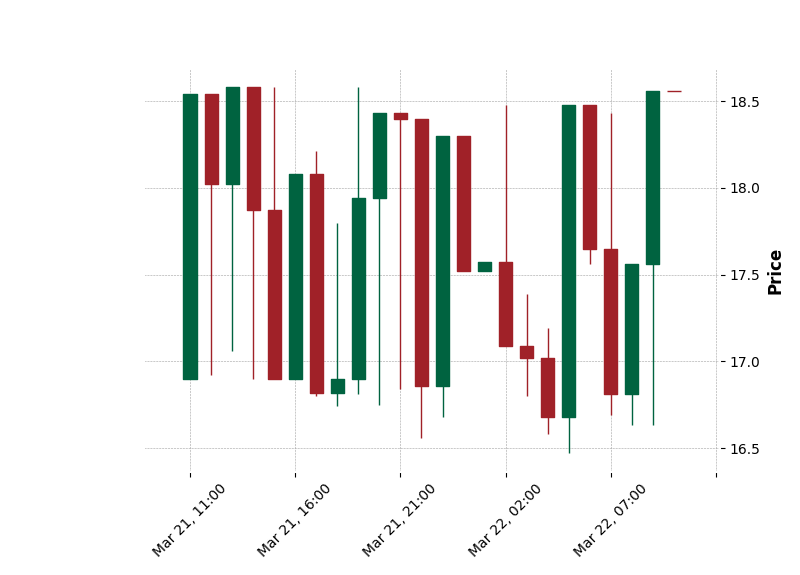 18.5
18.0
17.5
17.0
16.5
Price
Mar 21, 11:00
Mar 21, 16:00
Mar 21, 21:00
Mar 22, 02:00
Mar 22, 07:00